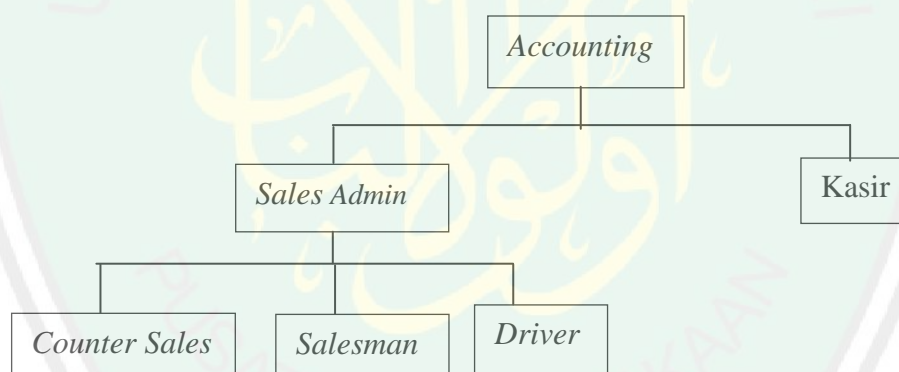 Accounting
Sales Admin
Kasir
Counter Sales
Salesman
Driver